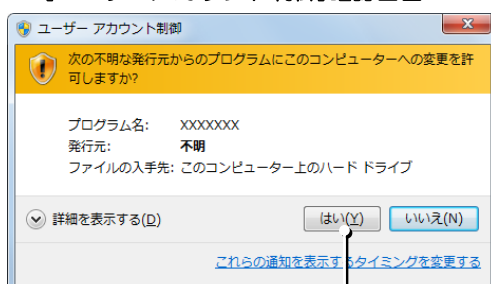 ユーザー アカウント制御
次の不明な発行元からのプログラムにこのコンピューターへの変更を許
可しますか?
プログラム名: XXXXXXX
発行元: 不明
ファイルの入手先: このコンピューター上のハード ドライブ
詳細を表示する(D) はい(Y) いいえ(N)
これらの通知を表示するタイミングを変更する